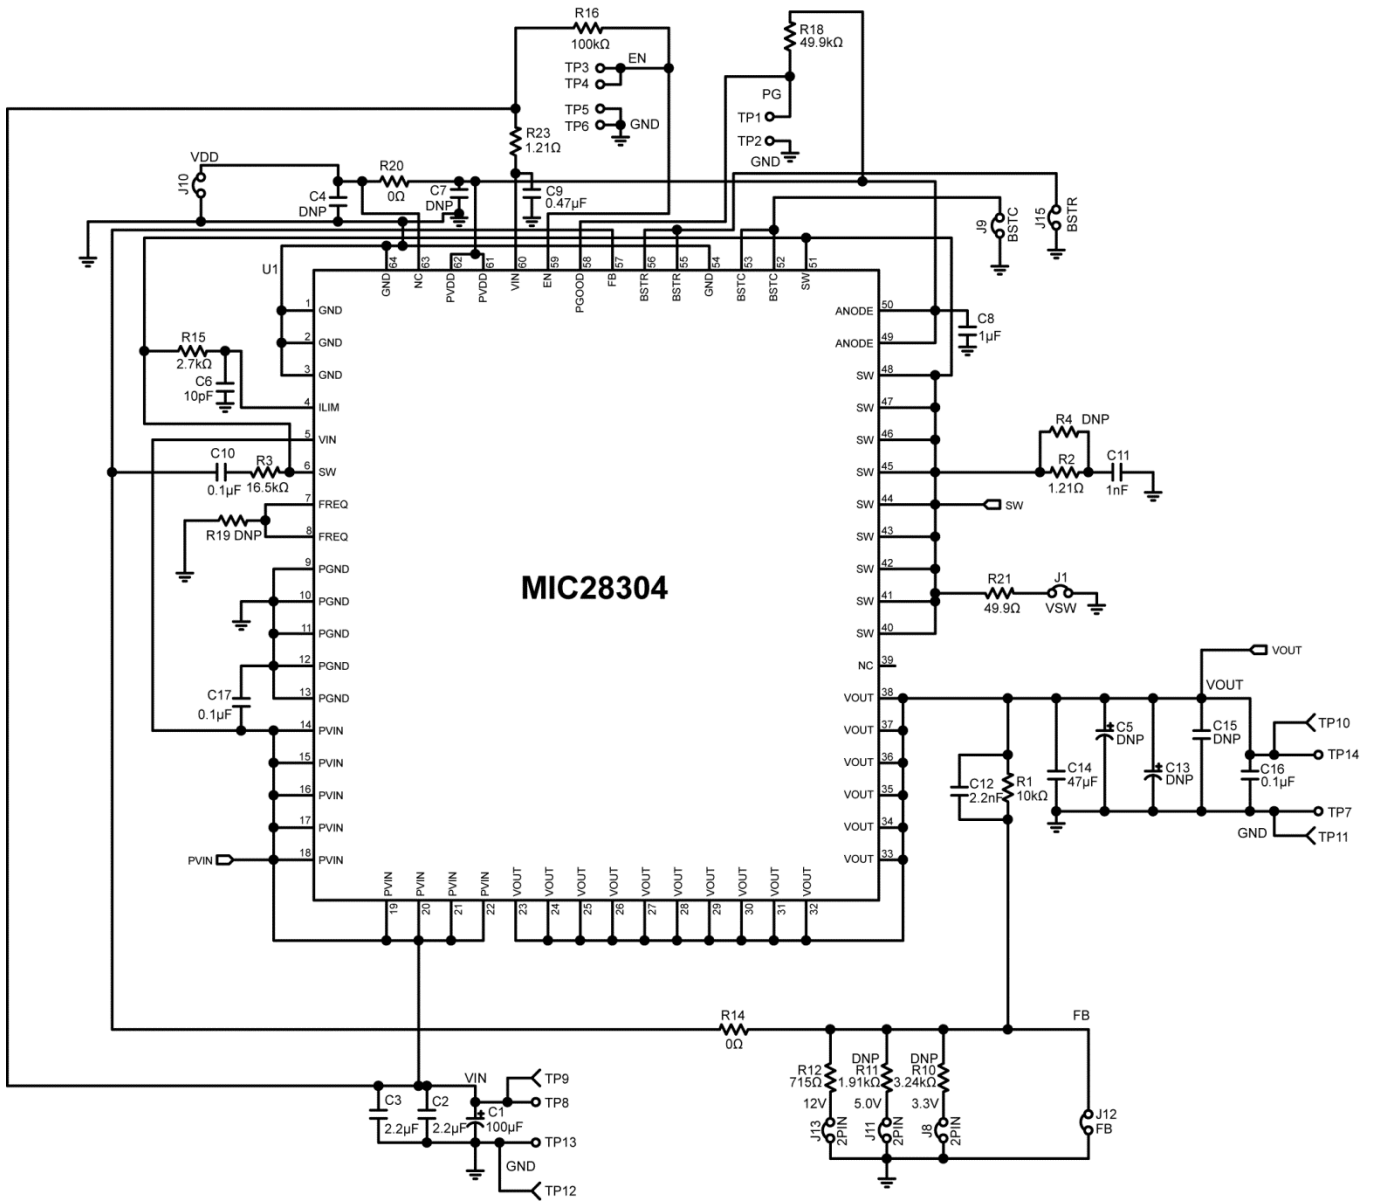 R16
100kΩ
R18
49.9kΩ
TP3
EN
TP4
PG
TP5
TP6
GND
TP1
TP2
GND
R23
1.21Ω
VDD
J10
R20
0Ω
C4
DNP
C7
DNP
C9
0.47µF
J9
BSTC
J15
BSTR
U1
GND
64
NC
63
PVDD
62
PVDD
61
VIN
60
EN
59
PGOOD
58
FB
57
BSTR
56
BSTR
55
GND
54
BSTC
53
BSTC
52
SW
51
1
GND
2
GND
3
GND
4
ILIM
5
VIN
6
SW
7
FREQ
8
FREQ
9
PGND
10
PGND
11
PGND
12
PGND
13
PGND
14
PVIN
15
PVIN
16
PVIN
17
PVIN
18
PVIN
R15
2.7kΩ
C6
10pF
C10
0.1µF
R3
16.5kΩ
R19 DNP
C17
0.1µF
PVIN
MIC28304
ANODE
50
ANODE
49
SW
48
SW
47
SW
46
SW
45
SW
44
SW
43
SW
42
SW
41
SW
40
NC
39
VOUT
38
VOUT
37
VOUT
36
VOUT
35
VOUT
34
VOUT
33
C8
1µF
R4 DNP
R2
1.21Ω
C11
1nF
SW
R21
49.9Ω
J1
VSW
VOUT
VOUT
C5
DNP
C15
DNP
TP10
TP14
C12
2.2nF
R1
10kΩ
C14
47µF
C13
DNP
C16
0.1µF
TP7
GND
TP11
PVIN
19
PVIN
20
PVIN
21
PVIN
22
VOUT
23
VOUT
24
VOUT
25
VOUT
26
VOUT
27
VOUT
28
VOUT
29
VOUT
30
VOUT
31
VOUT
32
R14
0Ω
FB
R12
715Ω
12V
DNP
R11
1.91kΩ
5.0V
DNP
R10
3.24kΩ
3.3V
J13
2PIN
J11
2PIN
J8
2PIN
J12
FB
VIN
TP9
TP8
C3
2.2µF
C2
2.2µF
C1
100µF
TP13
GND
TP12